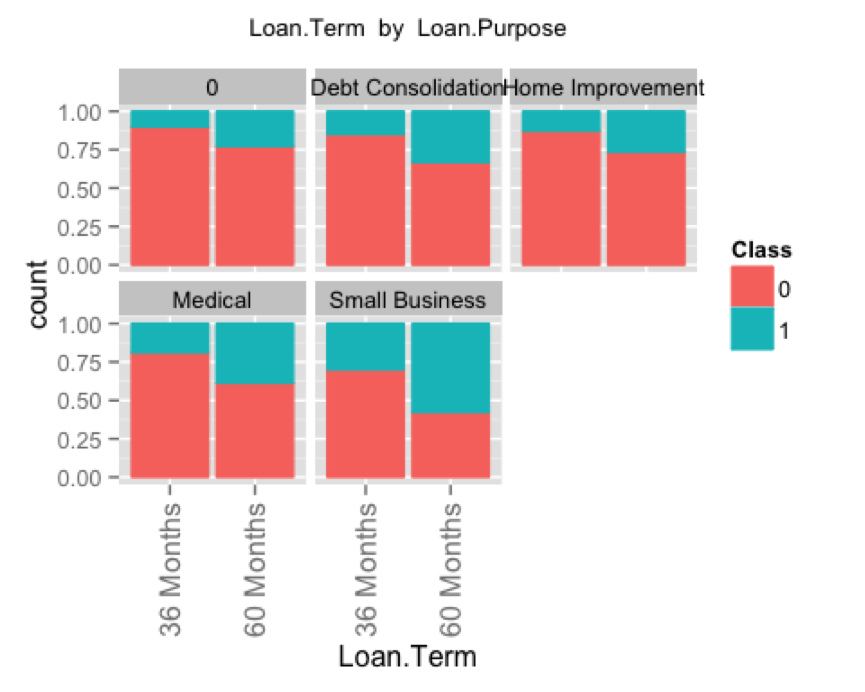 Loan.Term by Loan.Purpose
0
Debt Consolidation
Home Improvement
1.00
0.75
0.50
0.25
0.00
count
Class
0
1
Medical
Small Business
1.00
0.75
0.50
0.25
0.00
36 Months
60 Months
36 Months
60 Months
Loan.Term